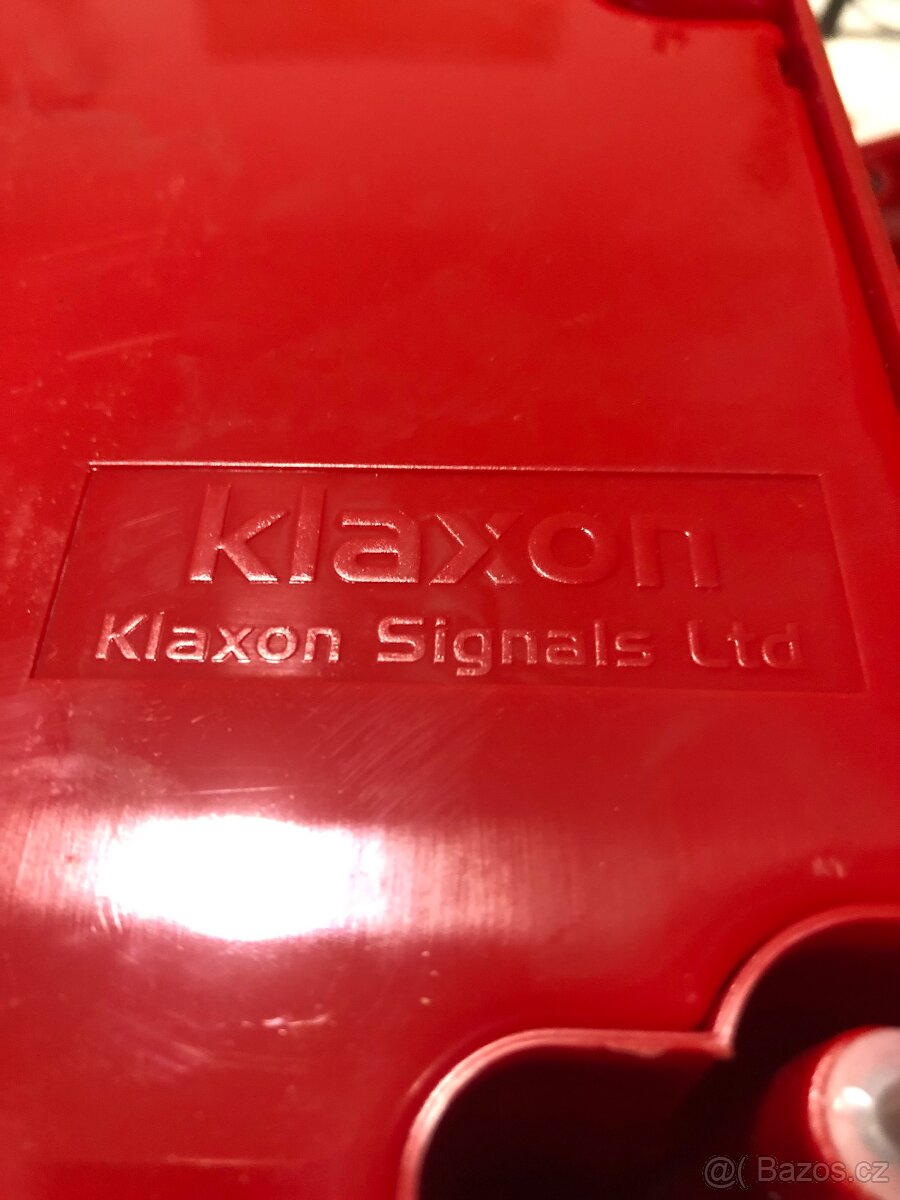 klaxon
Klaxon Signals Ltd
@( Bazos.cz